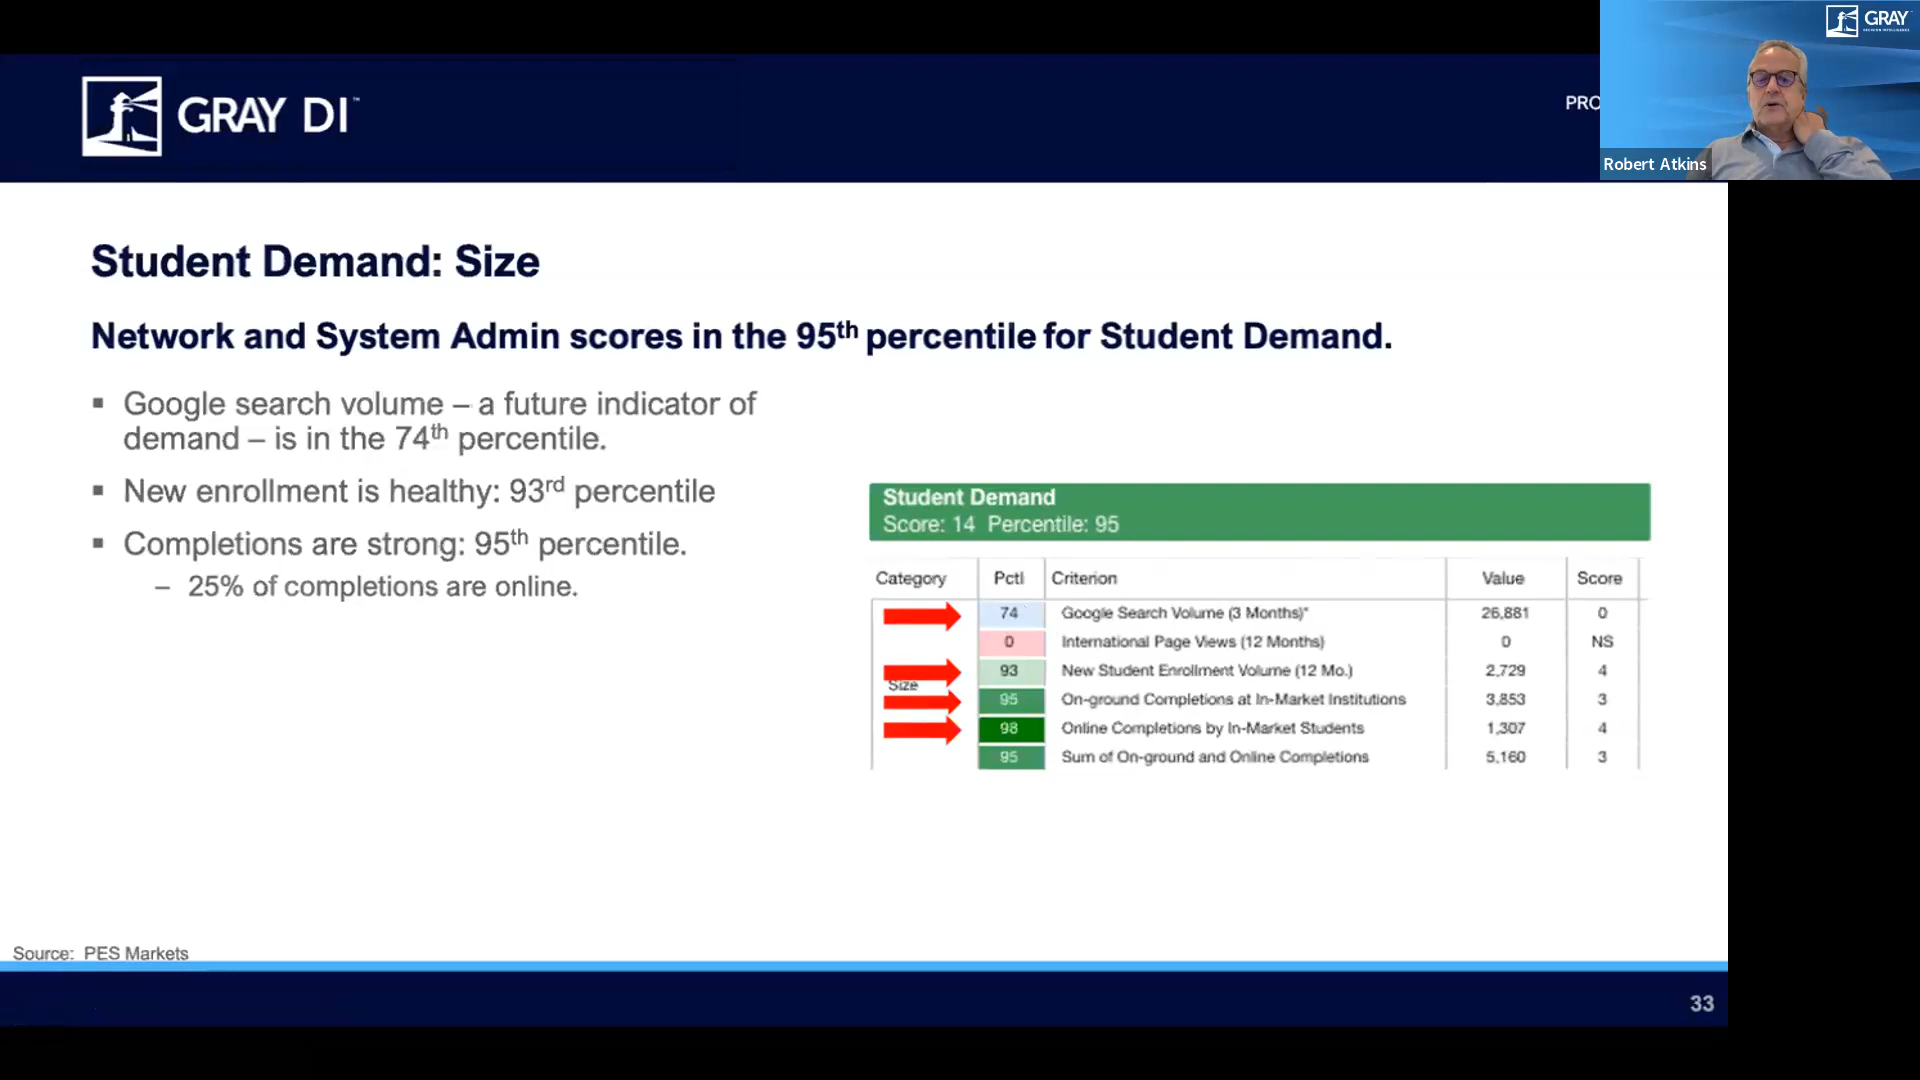 GRAY
GRAY DI™
PRO
Robert Atkins
Student Demand: Size
Network and System Admin scores in the 95th percentile for Student Demand.
▪ Google search volume – a future indicator of
demand – is in the 74th percentile.
▪ New enrollment is healthy: 93rd percentile
▪ Completions are strong: 95th percentile.
– 25% of completions are online.
Student Demand
Score: 14 Percentile: 95
Category Pctl Criterion Value Score
74 Google Search Volume (3 Months)* 26,881 0
0 International Page Views (12 Months) 0 NS
93 New Student Enrollment Volume (12 Mo.) 2,729 4
Size
95 On-ground Completions at In-Market Institutions 3,853 3
98 Online Completions by In-Market Students 1,307 4
95 Sum of On-ground and Online Completions 5,160 3
Source: PES Markets
33